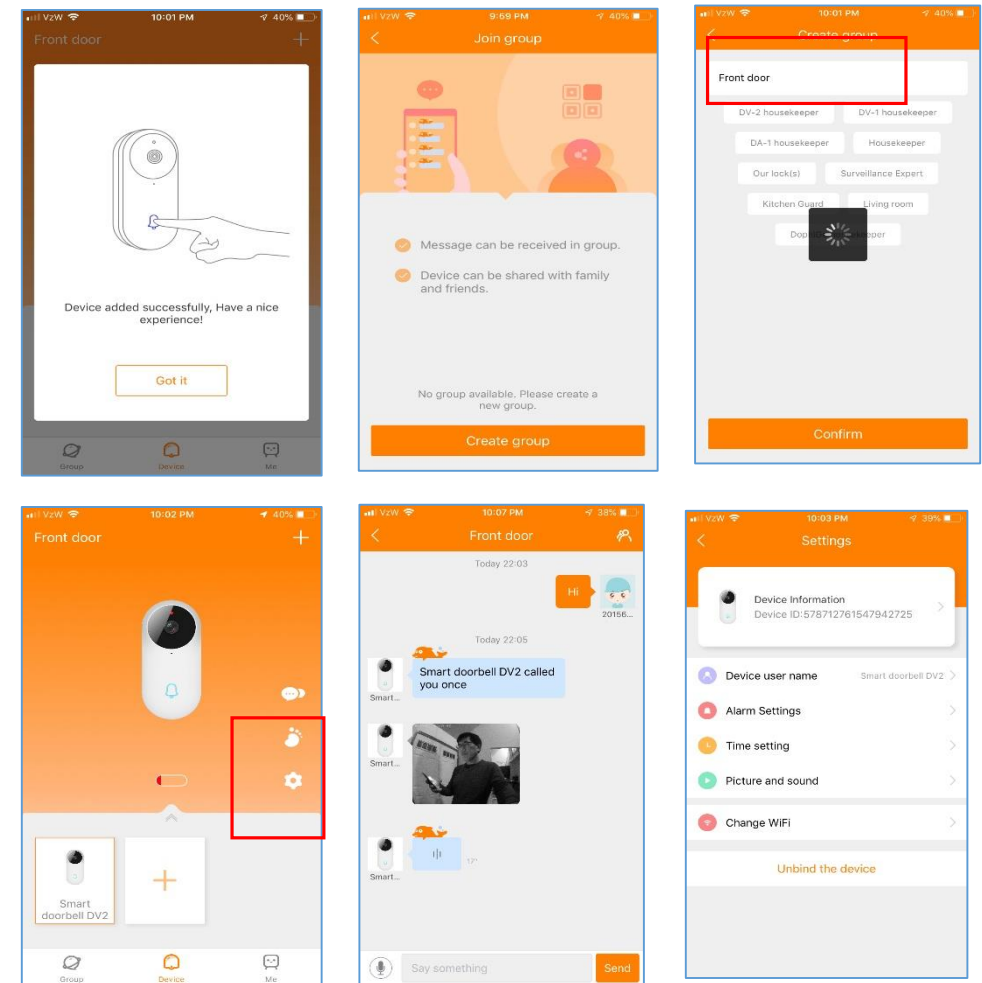 VZW 10:01 PM 40%
Front door
Device added successfully, Have a nice
experience!
Got it
Group Device Me
VZW 9:59 PM 40%
Join group
Message can be received in group.
Device can be shared with family
and friends.
No group available. Please create a
new group.
Create group
VZW 10:01 PM 40%
Create group
Front door
DV-2 housekeeper DV-1 housekeeper
DA-1 housekeeper Housekeeper
Our lock(s) Surveillance Expert
Kitchen Guard Living room
Confirm
VZW 10:02 PM 40%
Front door
Smart
doorbell DV2
Group Device Me
VZW 10:07 PM 38%
Front door
Today 22:03
Hi
20156...
Today 22:05
Smart doorbell DV2 called
you once
Smart...
Smart...
17"
Smart...
Say something Send
VZW 10:03 PM 39%
Settings
Device Information
Device ID:578712761547942725
Device user name Smart doorbell DV2
Alarm Settings
Time setting
Picture and sound
Change WiFi
Unbind the device